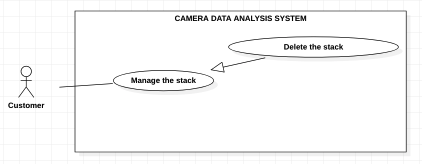 CAMERA DATA ANALYSIS SYSTEM
Delete the stack
Manage the stack
Customer